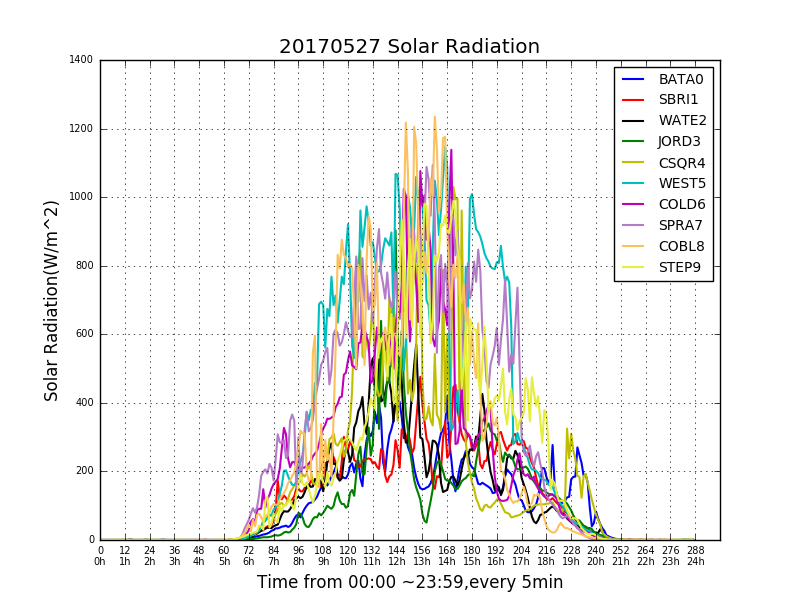 20170527 Solar Radiation
1400
1200
1000
800
600
400
200
0
Solar Radiation(W/m^2)
BATA0
SBRI1
WATE2
JORD3
CSQR4
WEST5
COLD6
SPRA7
COBL8
STEP9
0 12 24 36 48 60 72 84 96 108 120 132 144 156 168 180 192 204 216 228 240 252 264 276 288
0h 1h 2h 3h 4h 5h 6h 7h 8h 9h 10h 11h 12h 13h 14h 15h 16h 17h 18h 19h 20h 21h 22h 23h 24h
Time from 00:00 ~23:59,every 5min